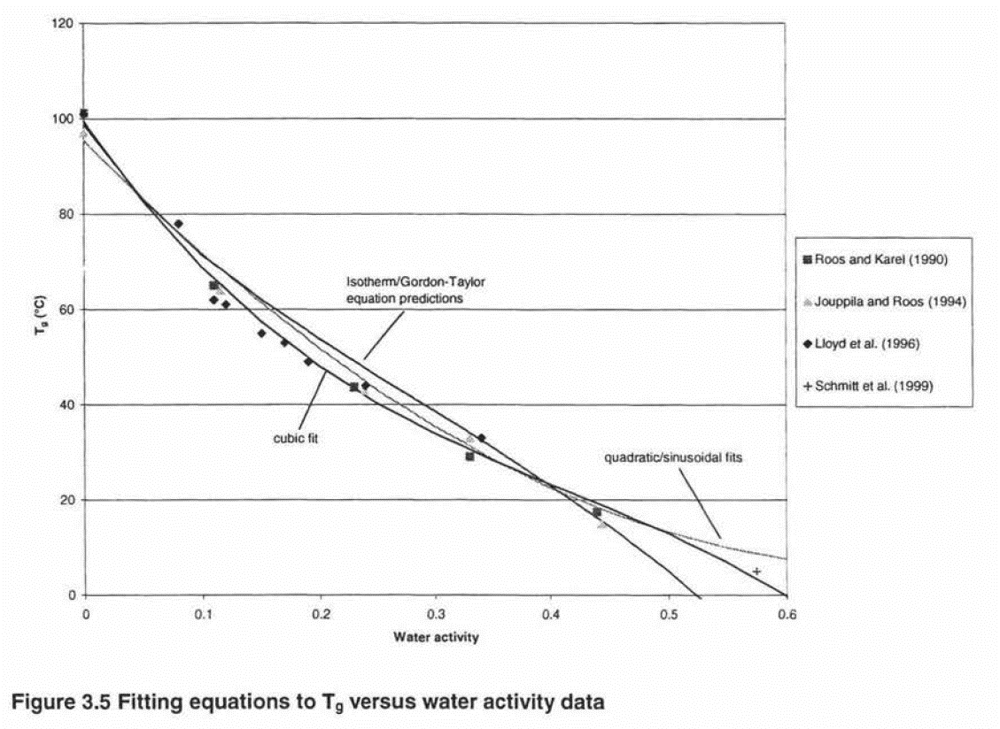 120
100
80
60
40
20
0
Tg (°C)
0
0.1
0.2
0.3
0.4
0.5
0.6
Water activity
Isotherm/Gordon-Taylor
equation predictions
cubic fit
quadratic/sinusoidal fits
Roos and Karel (1990)
Jouppila and Roos (1994)
Lloyd et al. (1996)
Schmitt et al. (1999)
Figure 3.5 Fitting equations to Tg versus water activity data